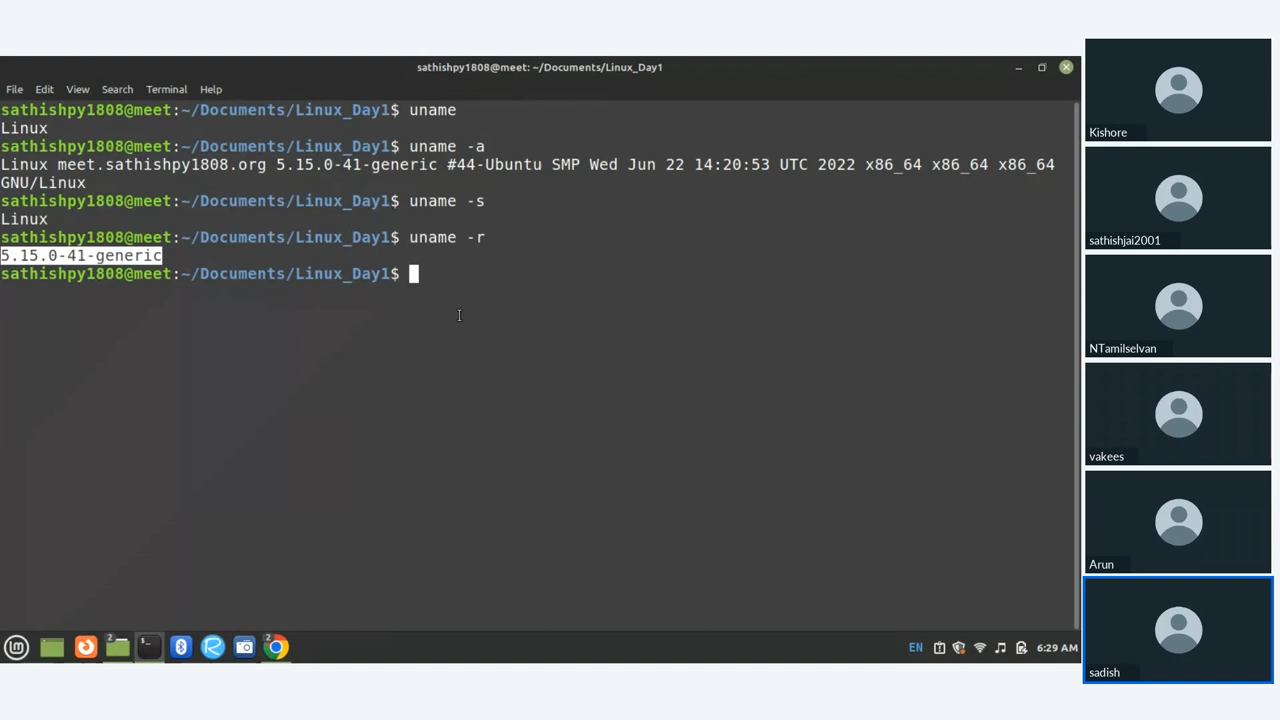 sathishpy1808@meet: ~/Documents/Linux_Day1
File Edit View Search Terminal Help
sathishpy1808@meet:~/Documents/Linux_Day1$ uname
Linux
sathishpy1808@meet:~/Documents/Linux_Day1$ uname -a
Linux meet.sathishpy1808.org 5.15.0-41-generic #44-Ubuntu SMP Wed Jun 22 14:20:53 UTC 2022 x86_64 x86_64 x86_64
GNU/Linux
sathishpy1808@meet:~/Documents/Linux_Day1$ uname -s
Linux
sathishpy1808@meet:~/Documents/Linux_Day1$ uname -r
5.15.0-41-generic
sathishpy1808@meet:~/Documents/Linux_Day1$
2
2
EN 6:29 AM
Kishore
sathishjai2001
NTamilselvan
vakees
Arun
sadish